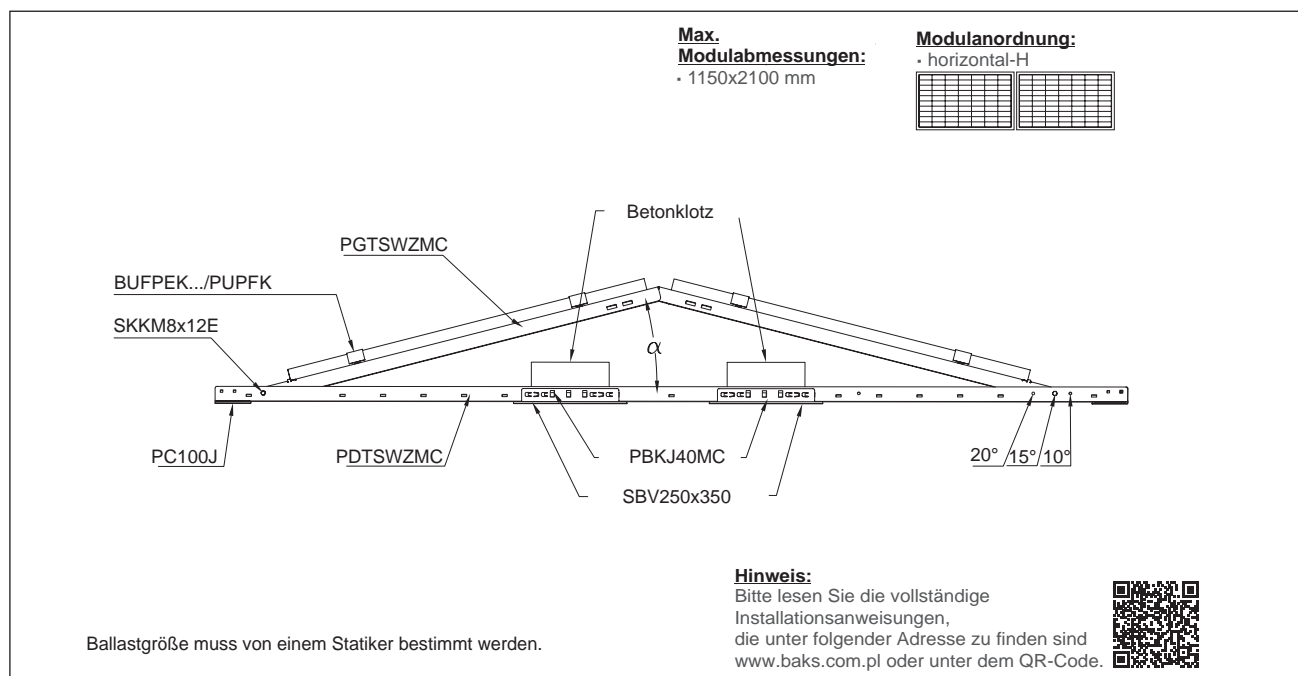 Max.
Modulabmessungen:
· 1150x2100 mm
Modulanordnung:
· horizontal-H
Betonklotz
PGTSWZMC
BUFPEK.../PUPFK
SKKM8x12E
α
PC100J
PDTSWZMC
PBKJ40MC
20° 15° 10°
SBV250x350
Hinweis:
Bitte lesen Sie die vollständige
Installationsanweisungen,
die unter folgender Adresse zu finden sind
www.baks.com.pl oder unter dem QR-Code.
Ballastgröße muss von einem Statiker bestimmt werden.